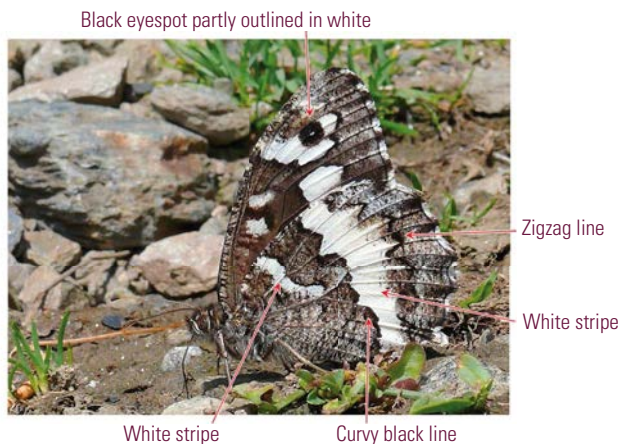 Black eyespot partly outlined in white
Zigzag line
White stripe
White stripe
Curvy black line